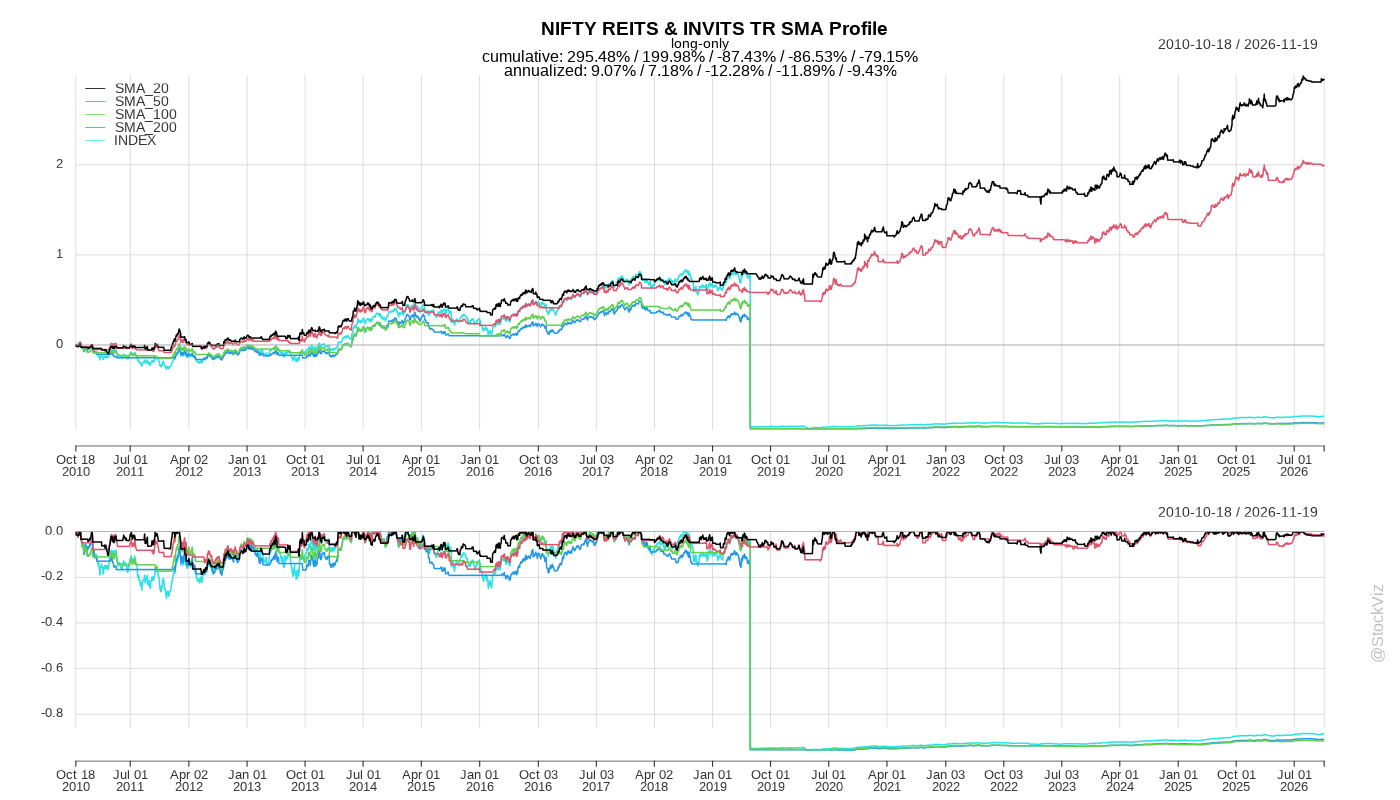 NIFTY REITS & INVITS TR SMA Profile
long-only
2010-10-18 / 2026-11-19
cumulative: 295.48% / 199.98% / -87.43% / -86.53% / -79.15%
annualized: 9.07% / 7.18% / -12.28% / -11.89% / -9.43%
SMA_20
SMA_50
SMA_100
SMA_200
INDEX
2
1
0
Oct 18 Jul 01 Apr 02 Jan 01 Oct 01 Jul 01 Apr 01 Jan 01 Oct 03 Jul 03 Apr 02 Jan 01 Oct 01 Jul 01 Apr 01 Jan 03 Oct 03 Jul 03 Apr 01 Jan 01 Oct 01 Jul 01
2010 2011 2012 2013 2013 2014 2015 2016 2016 2017 2018 2019 2019 2020 2021 2022 2022 2023 2024 2025 2025 2026
2010-10-18 / 2026-11-19
0.0
-0.2
-0.4
-0.6
-0.8
Oct 18 Jul 01 Apr 02 Jan 01 Oct 01 Jul 01 Apr 01 Jan 01 Oct 03 Jul 03 Apr 02 Jan 01 Oct 01 Jul 01 Apr 01 Jan 03 Oct 03 Jul 03 Apr 01 Jan 01 Oct 01 Jul 01
2010 2011 2012 2013 2013 2014 2015 2016 2016 2017 2018 2019 2019 2020 2021 2022 2022 2023 2024 2025 2025 2026
@StockViz